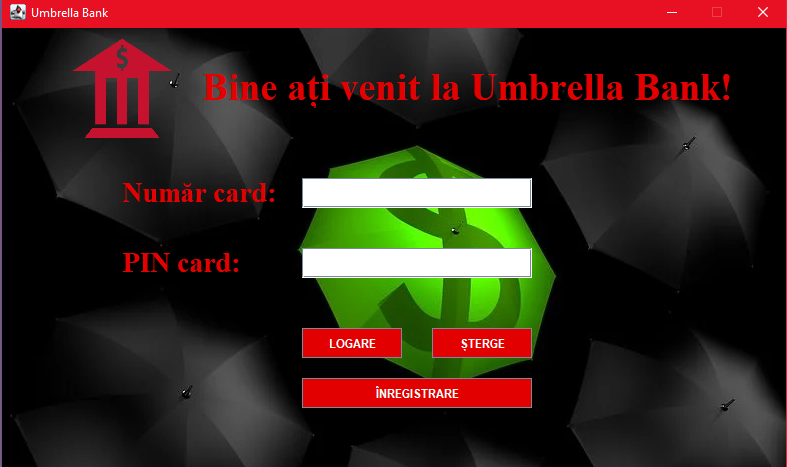 Umbrella Bank
$
Bine ați venit la Umbrella Bank!
Număr card:
PIN card:
$
LOGARE ȘTERGE
ÎNREGISTRARE